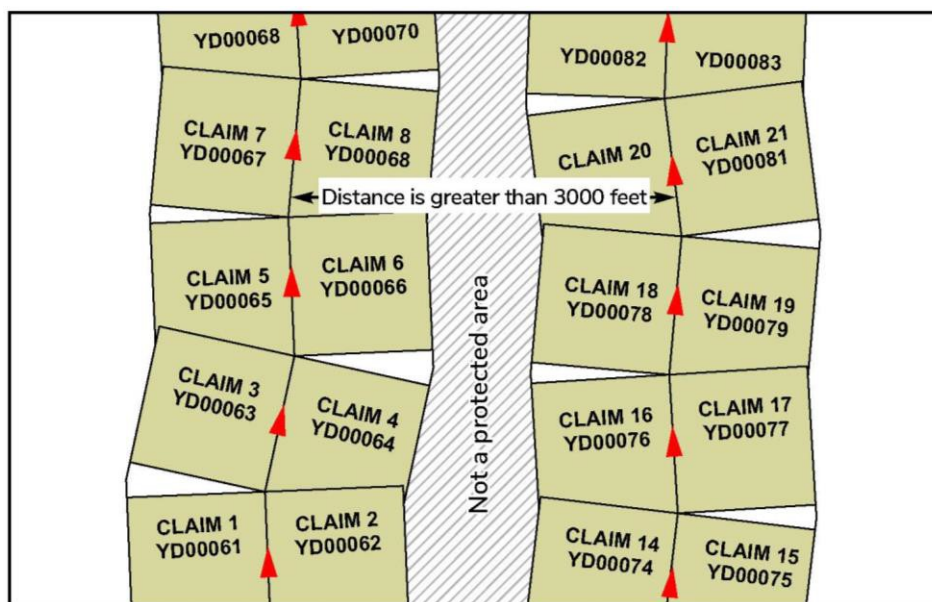 YD00068
YD00070
YD00082
YD00083
CLAIM 7
YD00067
CLAIM 8
YD00068
CLAIM 20
CLAIM 21
YD00081
Distance is greater than 3000 feet
CLAIM 5
YD00065
CLAIM 6
YD00066
CLAIM 18
YD00078
CLAIM 19
YD00079
CLAIM 3
YD00063
CLAIM 4
YD00064
Not a protected area
CLAIM 16
YD00076
CLAIM 17
YD00077
CLAIM 1
YD00061
CLAIM 2
YD00062
CLAIM 14
YD00074
CLAIM 15
YD00075